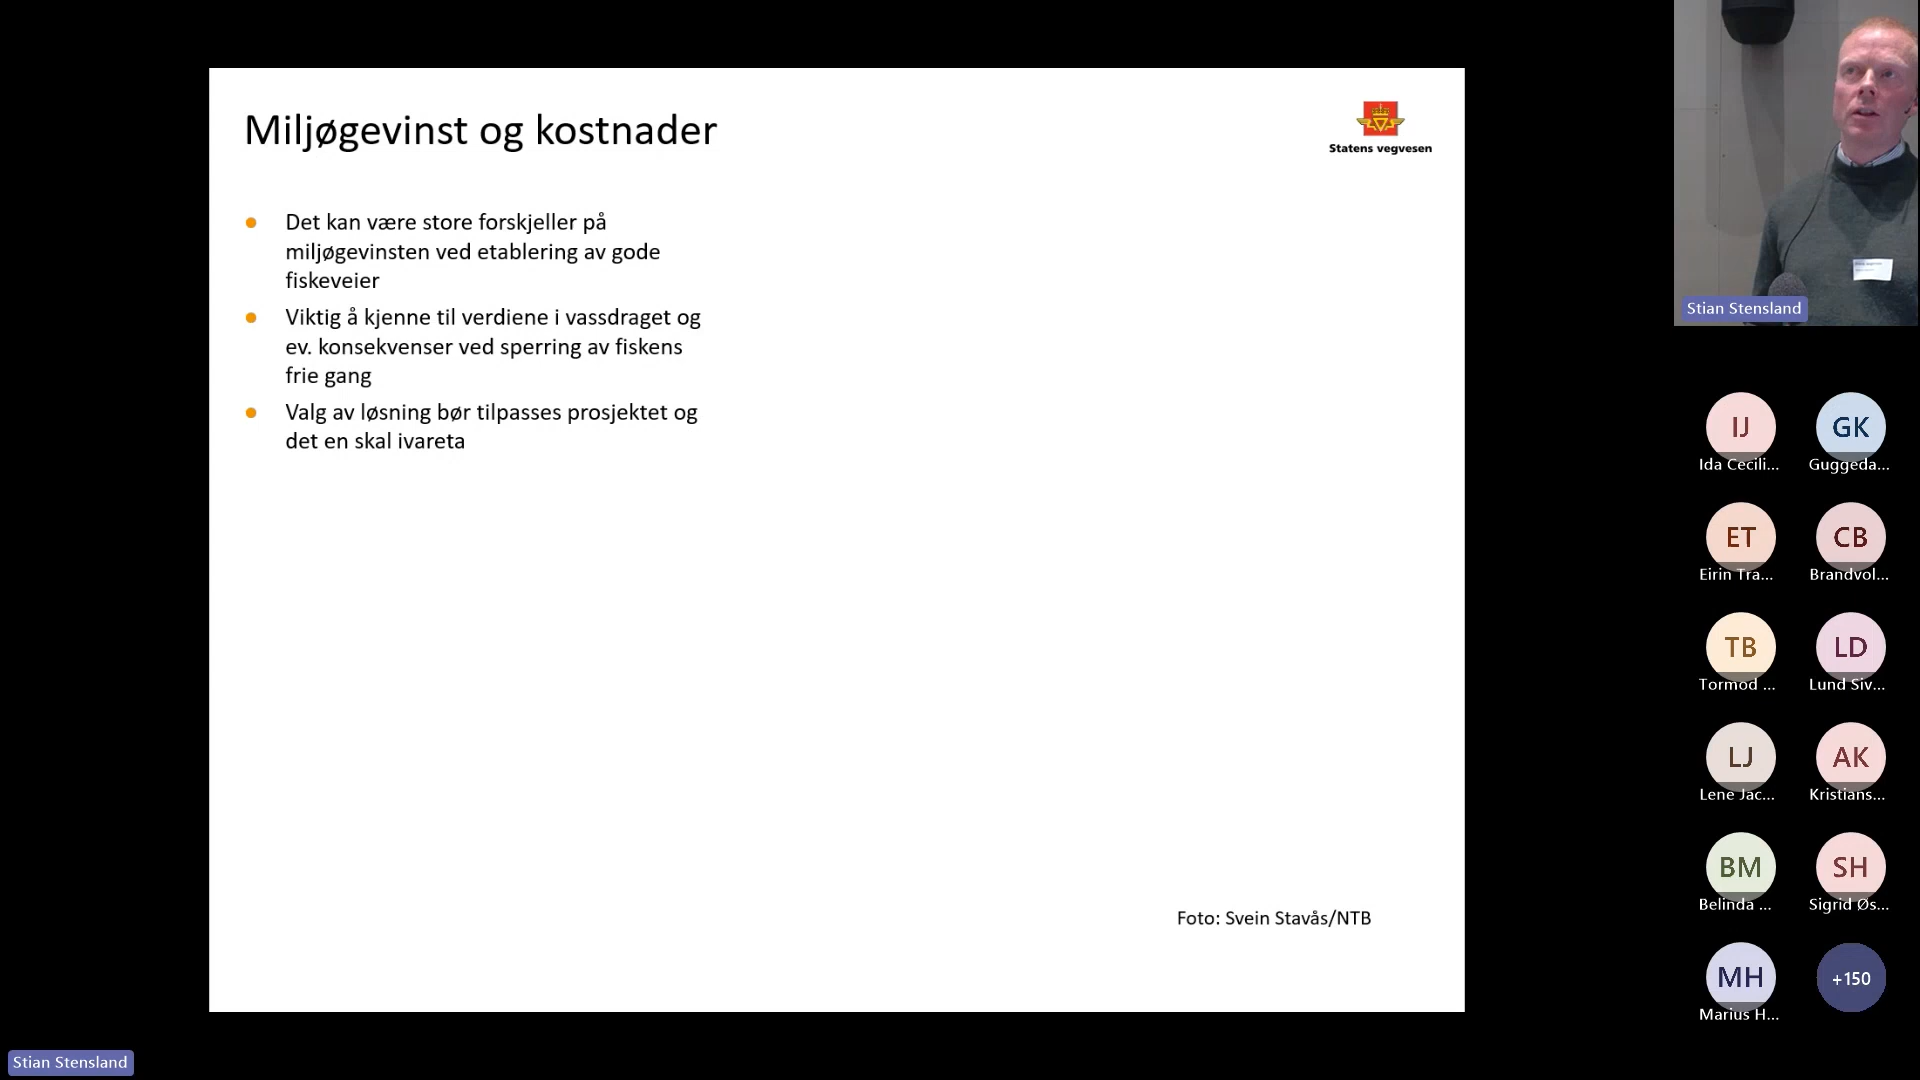 Miljøgevinst og kostnader
Statens vegvesen
Det kan være store forskjeller på
miljøgevinsten ved etablering av gode
fiskeveier
Viktig å kjenne til verdiene i vassdraget og
ev. konsekvenser ved sperring av fiskens
frie gang
Valg av løsning bør tilpasses prosjektet og
det en skal ivareta
Foto: Svein Stavås/NTB
Stian Stensland
IJ
Ida Cecili...
GK
Guggeda...
ET
Eirin Tra...
CB
Brandvol...
TB
Tormod ...
LD
Lund Siv...
LJ
Lene Jac...
AK
Kristians...
BM
Belinda ...
SH
Sigrid Øs...
MH
Marius H...
+150
Stian Stensland